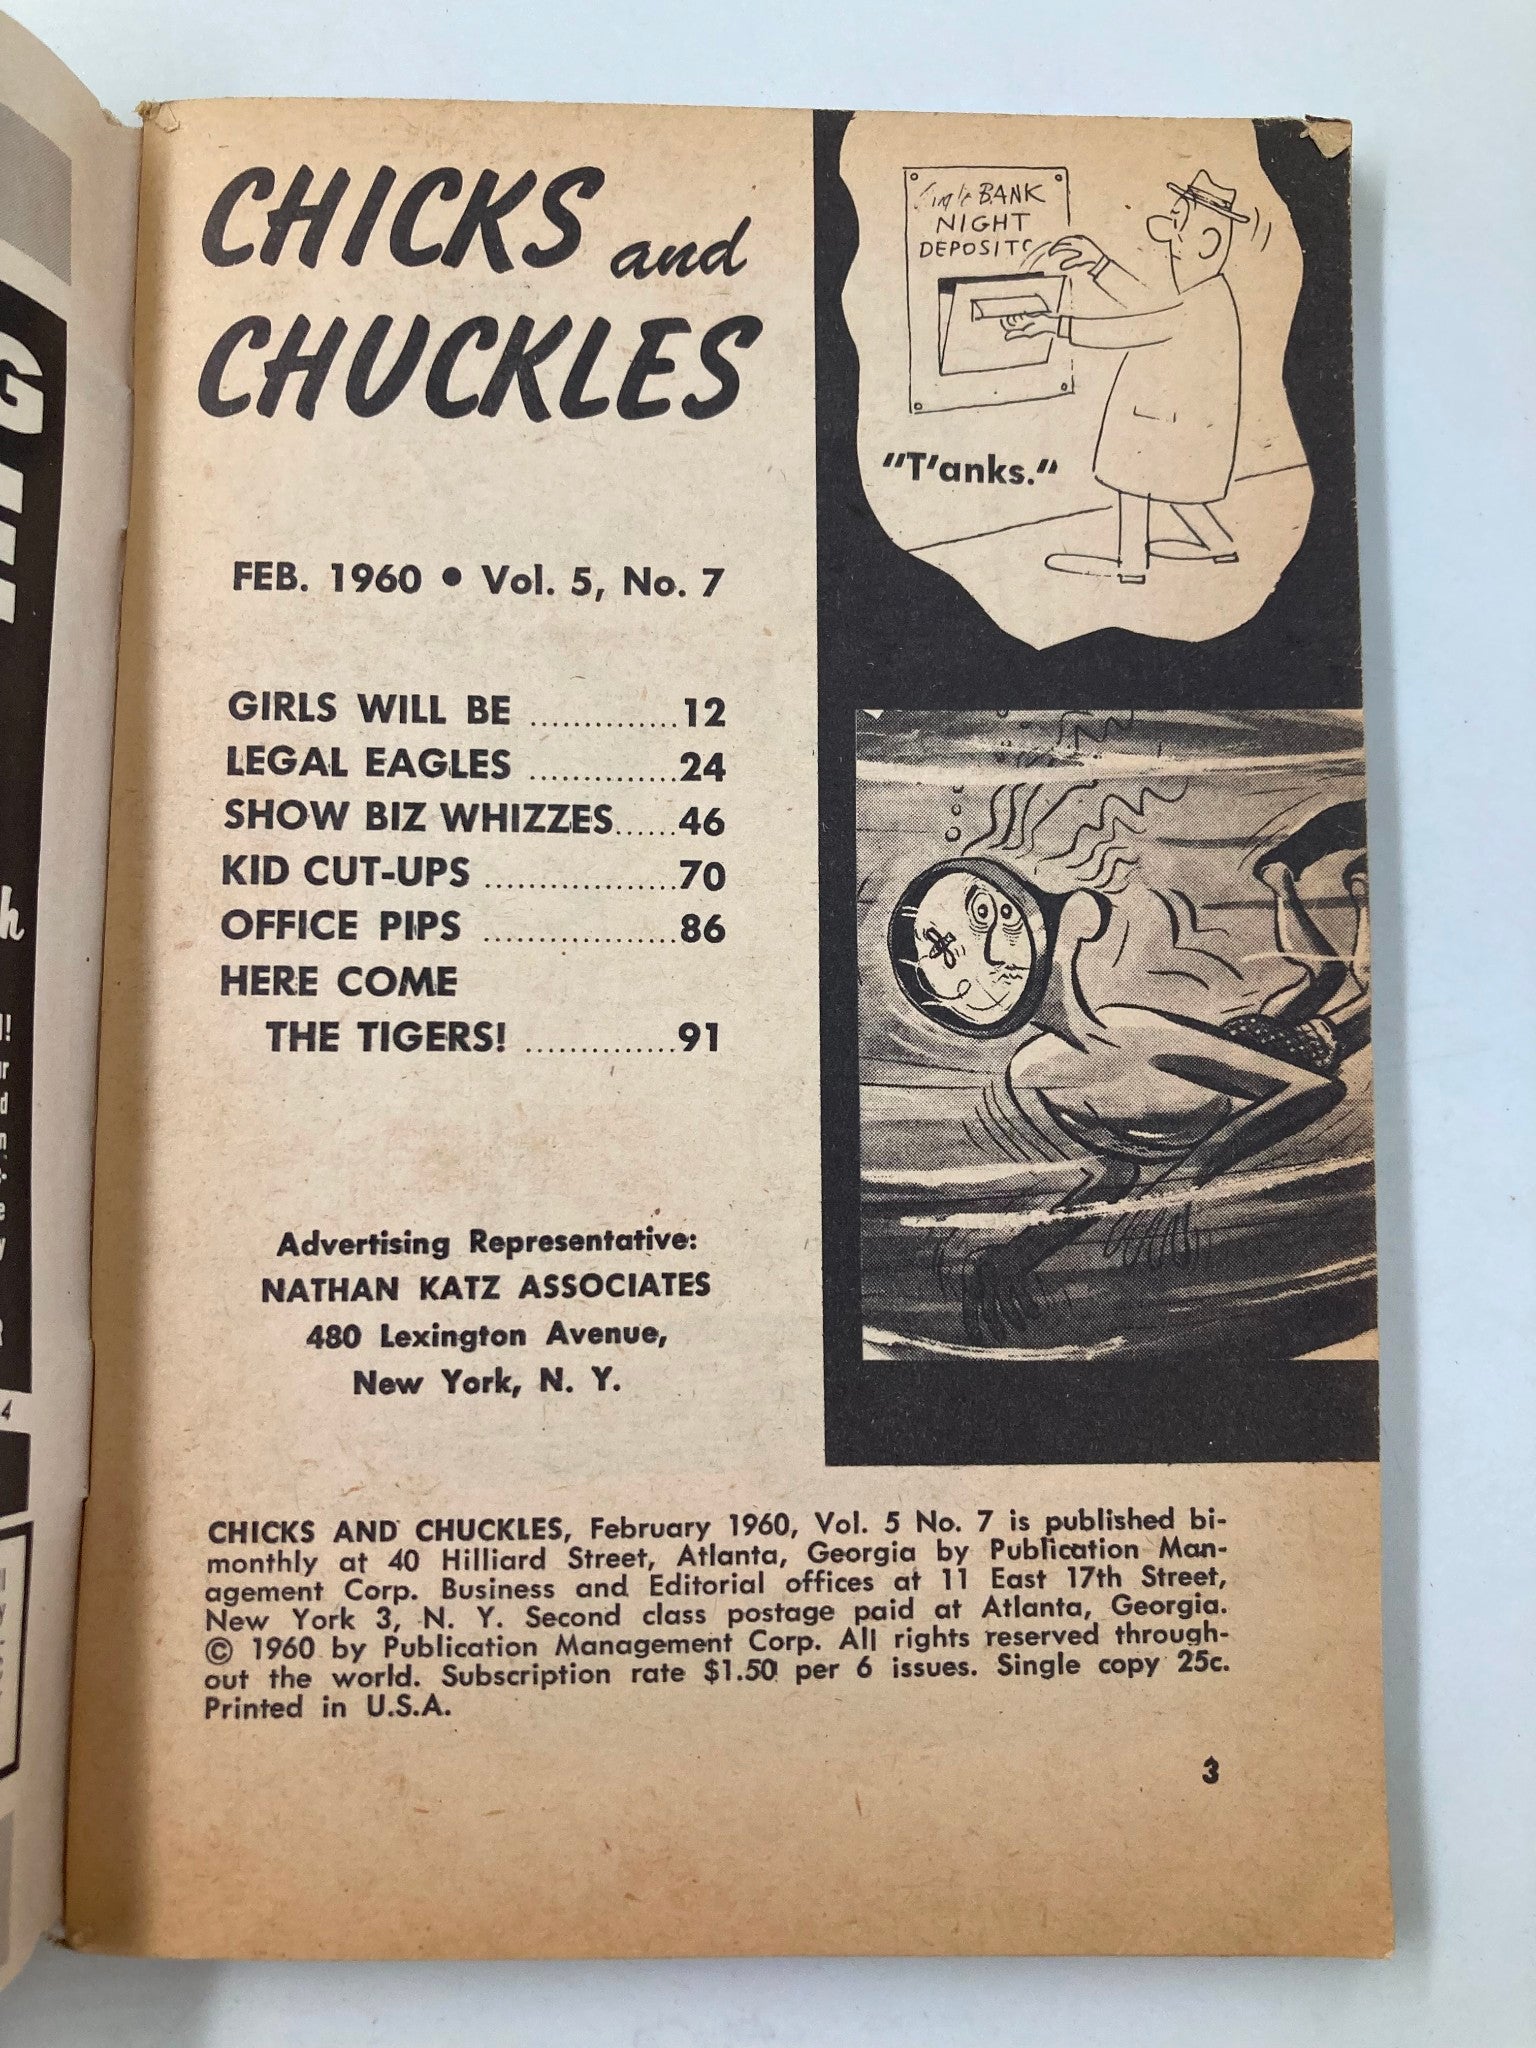 CHICKS and
CHUCKLES
FEB. 1960 • Vol. 5, No. 7
GIRLS WILL BE .............12
LEGAL EAGLES .............24
SHOW BIZ WHIZZES......46
KID CUT-UPS .................70
OFFICE PIPS .................86
HERE COME
THE TIGERS! .............91
Advertising Representative:
NATHAN KATZ ASSOCIATES
480 Lexington Avenue,
New York, N. Y.
BANK
NIGHT
DEPOSITO
"T'anks."
CHICKS AND CHUCKLES, February 1960, Vol. 5 No. 7 is published bi-
monthly at 40 Hilliard Street, Atlanta, Georgia by Publication Man-
agement Corp. Business and Editorial offices at 11 East 17th Street,
New York 3, N. Y. Second class postage paid at Atlanta, Georgia.
© 1960 by Publication Management Corp. All rights reserved through-
out the world. Subscription rate $1.50 per 6 issues. Single copy 25c.
Printed in U.S.A.
3